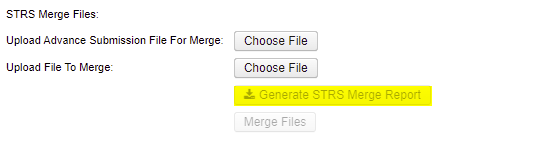 STRS Merge Files:
Upload Advance Submission File For Merge: Choose File
Upload File To Merge: Choose File
Generate STRS Merge Report
Merge Files